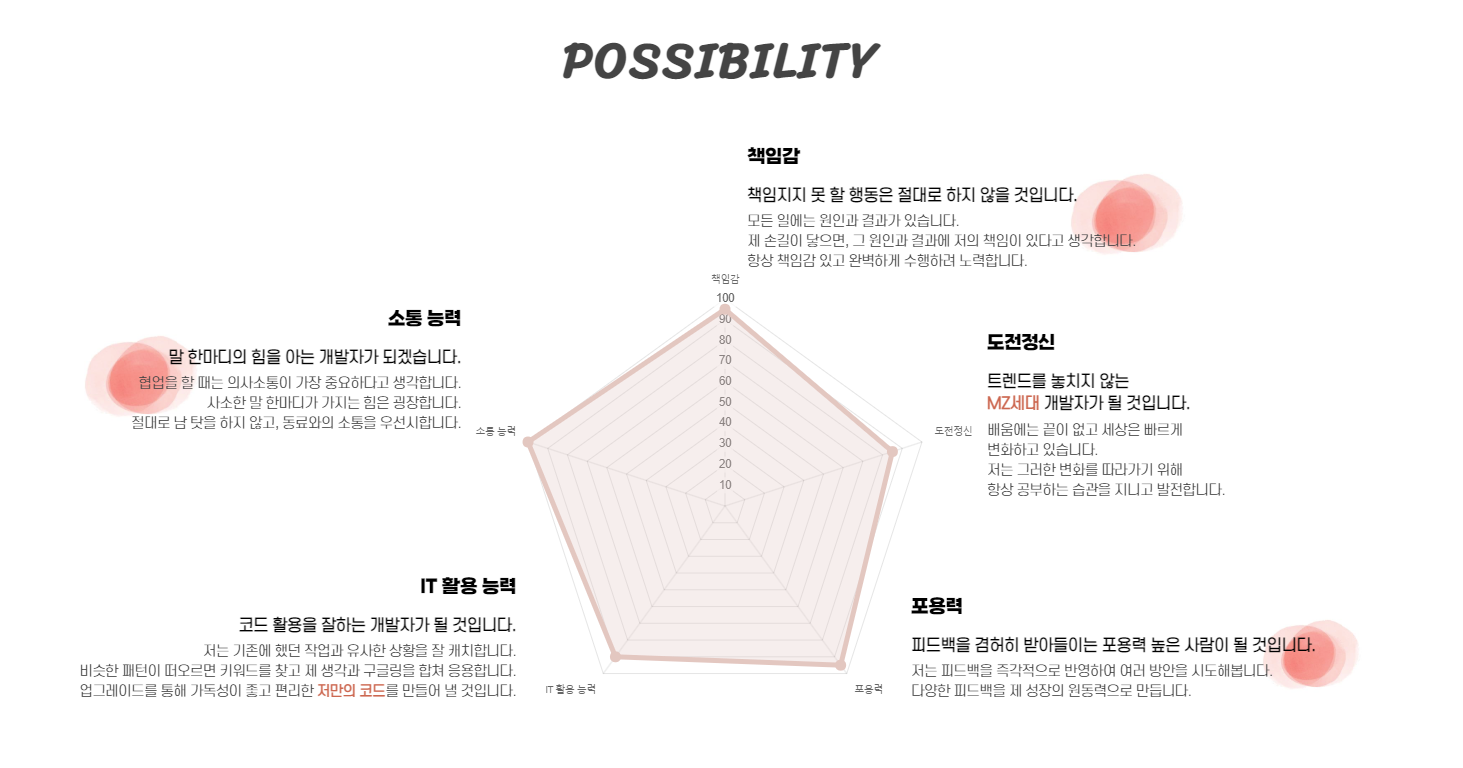 POSSIBILITY
책임감
책임지지 못 할 행동은 절대로 하지 않을 것입니다.
모든 일에는 원인과 결과가 있습니다.
제 손길이 닿으면, 그 원인과 결과에 저의 책임이 있다고 생각합니다.
항상 책임감 있고 완벽하게 수행하려 노력합니다.
소통 능력
말 한마디의 힘을 아는 개발자가 되겠습니다.
협업을 할 때는 의사소통이 가장 중요하다고 생각합니다.
사소한 말 한마디가 가지는 힘은 굉장합니다.
절대로 남 탓을 하지 않고, 동료와의 소통을 우선시합니다.
책임감
100
90
80
70
60
50
40
30
20
10
소통 능력
도전정신
IT 활용 능력
포용력
도전정신
트렌드를 놓치지 않는
MZ세대 개발자가 될 것입니다.
배움에는 끝이 없고 세상은 빠르게
변화하고 있습니다.
저는 그러한 변화를 따라가기 위해
항상 공부하는 습관을 지니고 발전합니다.
IT 활용 능력
코드 활용을 잘하는 개발자가 될 것입니다.
저는 기존에 했던 작업과 유사한 상황을 잘 캐치합니다.
비슷한 패턴이 떠오르면 키워드를 찾고 제 생각과 구글링을 합쳐 응용합니다.
업그레이드를 통해 가독성이 좋고 편리한 저만의 코드를 만들어 낼 것입니다.
포용력
피드백을 겸허히 받아들이는 포용력 높은 사람이 될 것입니다.
저는 피드백을 즉각적으로 반영하여 여러 방안을 시도해봅니다.
다양한 피드백을 제 성장의 원동력으로 만듭니다.